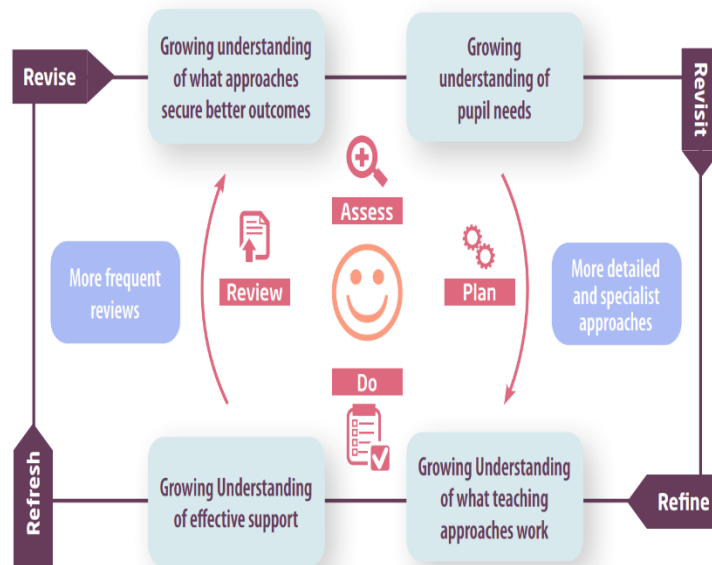 Revise
Growing understanding
of what approaches
secure better outcomes
Growing
understanding of
pupil needs
Revisit
Assess
More frequent
reviews
Review
Plan
More detailed
and specialist
approaches
Do
Refresh
Growing Understanding
of effective support
Growing Understanding
of what teaching
approaches work
Refine